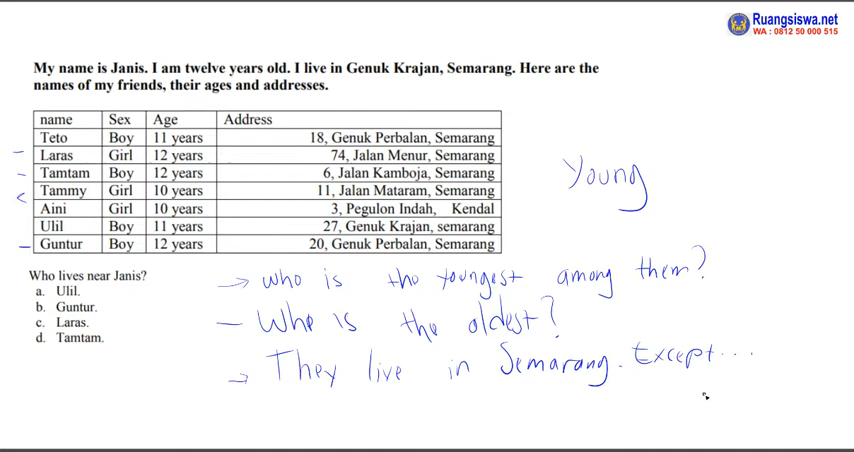 Ruangsiswa.net
WA : 0812 50 000 515
My name is Janis. I am twelve years old. I live in Genuk Krajan, Semarang. Here are the
names of my friends, their ages and addresses.
name Sex Age Address
Teto Boy 11 years 18, Genuk Perbalan, Semarang
Laras Girl 12 years 74, Jalan Menur, Semarang
Tamtam Boy 12 years 6, Jalan Kamboja, Semarang
Tammy Girl 10 years 11, Jalan Mataram, Semarang
Aini Girl 10 years 3, Pegulon Indah, Kendal
Ulil Boy 11 years 27, Genuk Krajan, semarang
Guntur Boy 12 years 20, Genuk Perbalan, Semarang
Young
Who lives near Janis?
a. Ulil.
b. Guntur.
c. Laras.
d. Tamtam.
→ who is the youngest among them?
– Who is the oldest?
→ They live in Semarang. Except...